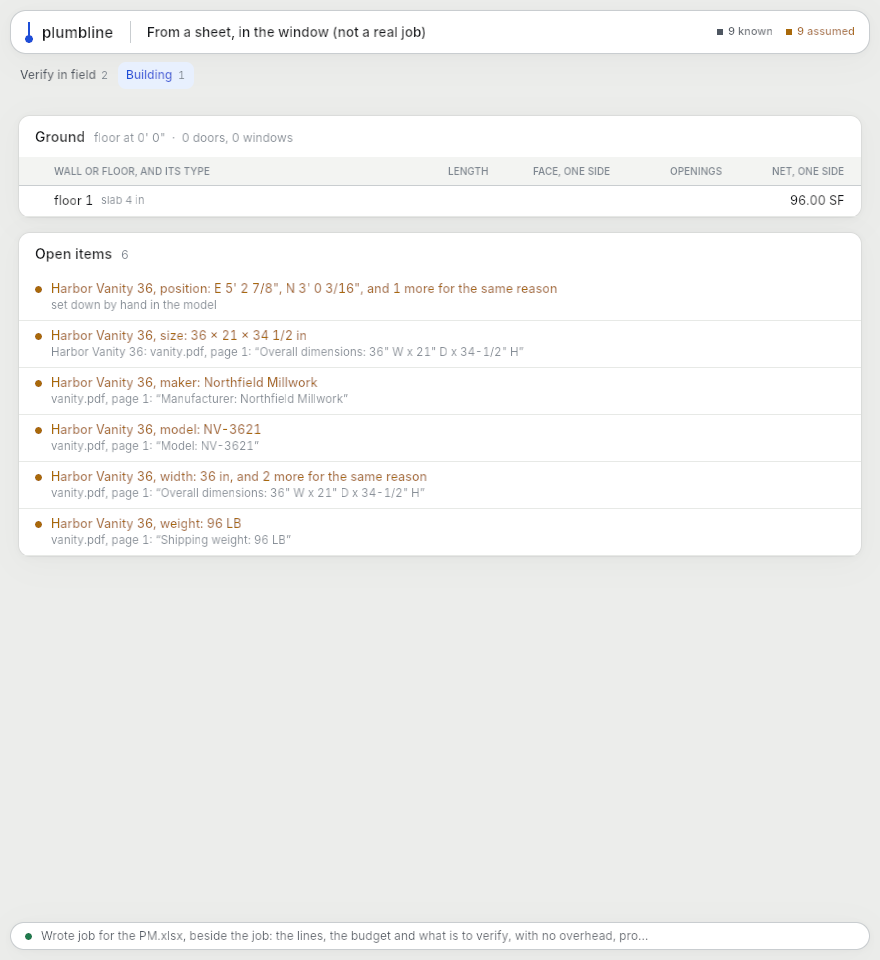 plumbline From a sheet, in the window (not a real job) 9 known 9 assumed
Verify in field 2 Building 1
Ground floor at 0' 0" · 0 doors, 0 windows
WALL OR FLOOR, AND ITS TYPE LENGTH FACE, ONE SIDE OPENINGS NET, ONE SIDE
floor 1 slab 4 in 96.00 SF
Open items 6
Harbor Vanity 36, position: E 5' 2 7/8", N 3' 0 3/16", and 1 more for the same reason
set down by hand in the model
Harbor Vanity 36, size: 36 × 21 × 34 1/2 in
Harbor Vanity 36: vanity.pdf, page 1: “Overall dimensions: 36" W x 21" D x 34-1/2" H”
Harbor Vanity 36, maker: Northfield Millwork
vanity.pdf, page 1: “Manufacturer: Northfield Millwork”
Harbor Vanity 36, model: NV-3621
vanity.pdf, page 1: “Model: NV-3621”
Harbor Vanity 36, width: 36 in, and 2 more for the same reason
vanity.pdf, page 1: “Overall dimensions: 36" W x 21" D x 34-1/2" H”
Harbor Vanity 36, weight: 96 LB
vanity.pdf, page 1: “Shipping weight: 96 LB”
Wrote job for the PM.xlsx, beside the job: the lines, the budget and what is to verify, with no overhead, pro…